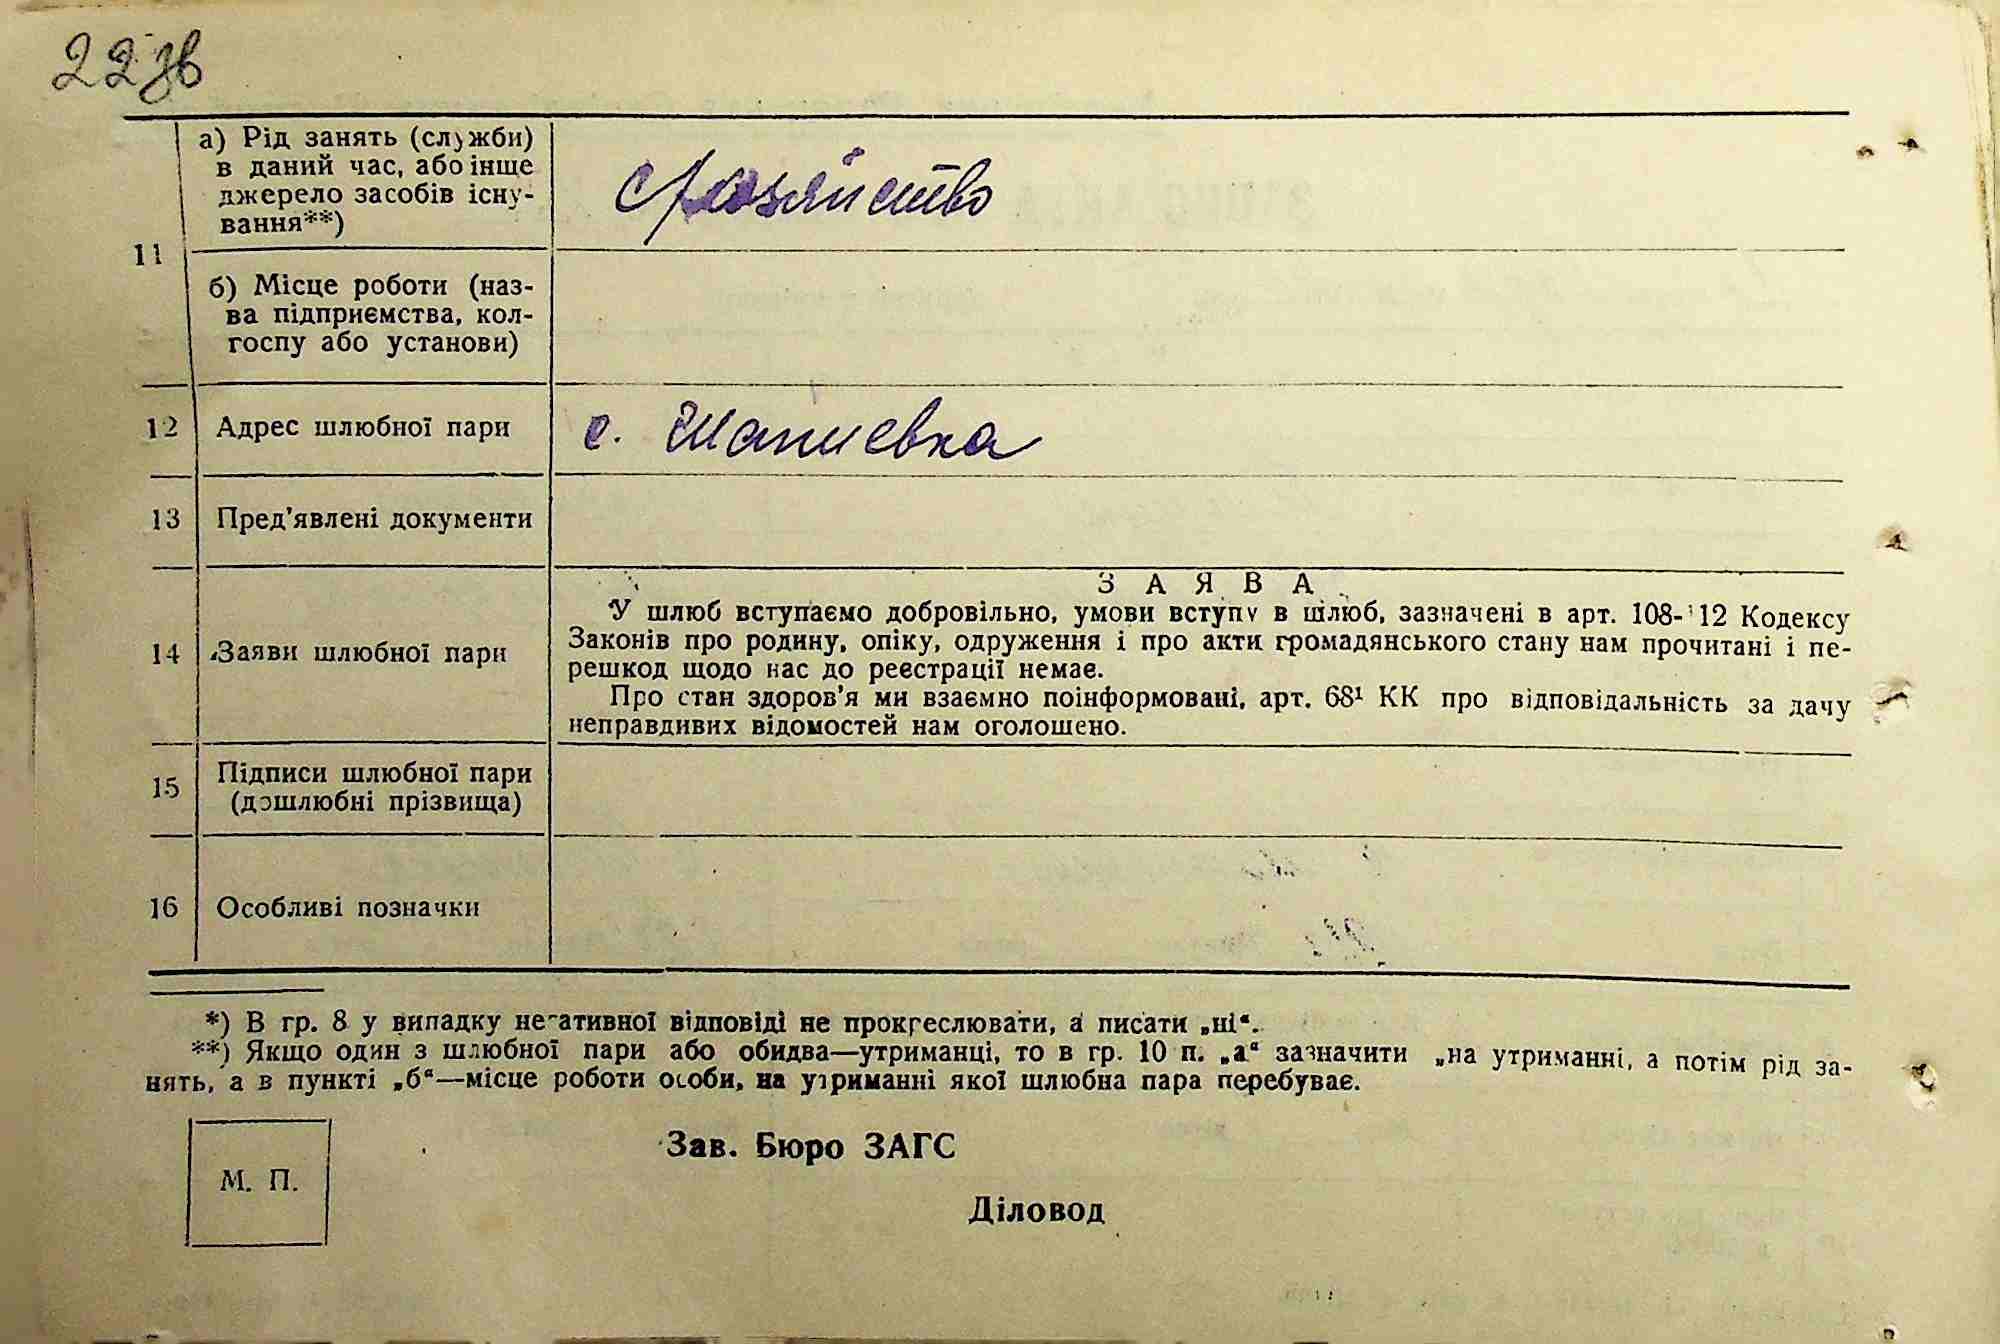 22 зв
а) Рід занять (служби)
в даний час, або інше
джерело засобів існу-
вання**)
с/хозяйство
11
б) Місце роботи (наз-
ва підприємства, кол-
госпу або установи)
12 Адрес шлюбної пари с. Шапиевка
13 Пред’явлені документи
З А Я В А
У шлюб вступаємо добровільно, умови вступу в шлюб, зазначені в арт. 108-112 Кодексу
Законів про родину, опіку, одруження і про акти громадянського стану нам прочитані і пе-
решкод щодо нас до реєстрації немає.
14 Заяви шлюбної пари
Про стан здоров’я ми взаємно поінформовані, арт. 68¹ КК про відповідальність за дачу
неправдивих відомостей нам оголошено.
15 Підписи шлюбної пари
(дошлюбні прізвища)
16 Особливі позначки
*) В гр. 8 у випадку негативної відповіді не прокреслювати, а писати „ні“.
**) Якщо один з шлюбної пари або обидва—утриманці, то в гр. 10 п. „а“ зазначити „на утриманні, а потім рід за-
нять, а в пункті „б“—місце роботи особи, на утриманні якої шлюбна пара перебуває.
Зав. Бюро ЗАГС
М. П.
Діловод